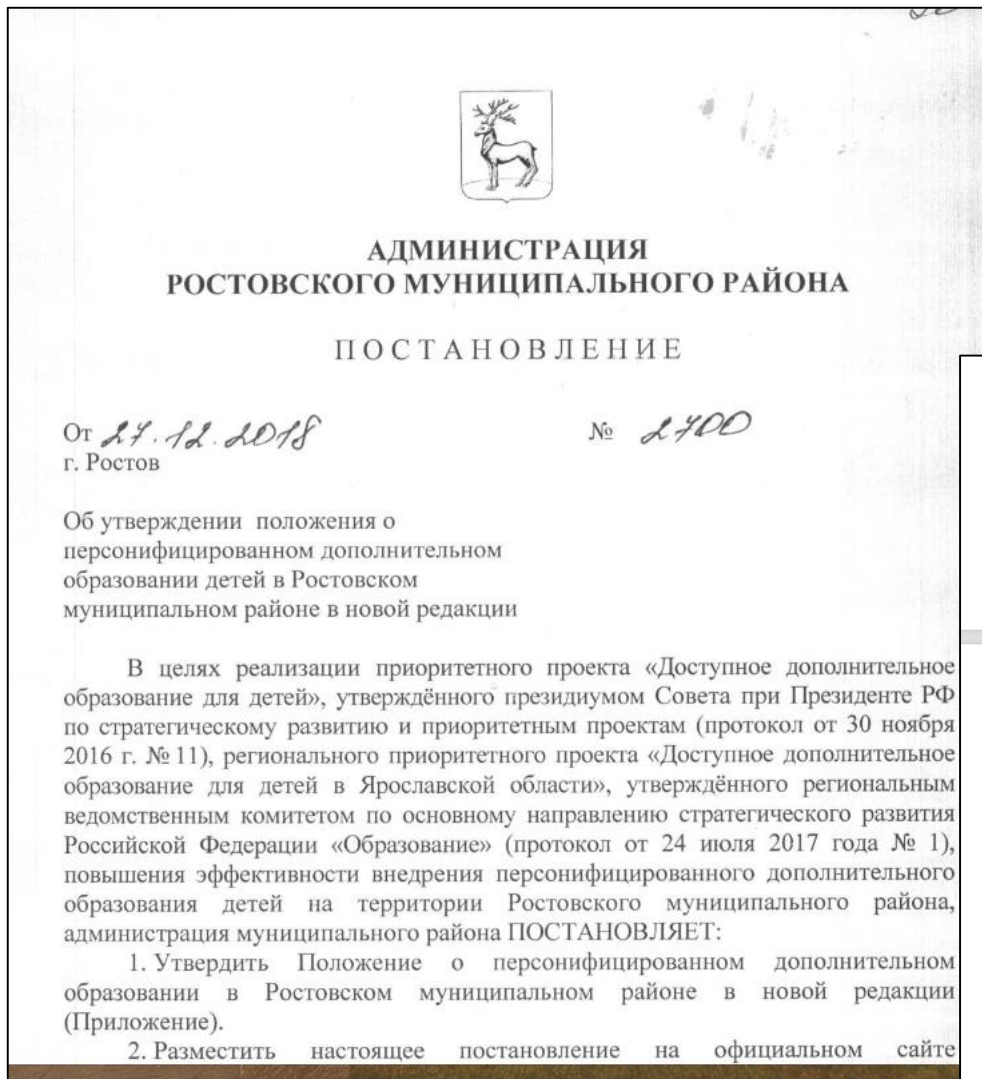 АДМИНИСТРАЦИЯ
РОСТОВСКОГО МУНИЦИПАЛЬНОГО РАЙОНА
ПОСТАНОВЛЕНИЕ
От 27.12.2018 № 2700
г. Ростов
Об утверждении положения о
персонифицированном дополнительном
образовании детей в Ростовском
муниципальном районе в новой редакции
В целях реализации приоритетного проекта «Доступное дополнительное
образование для детей», утверждённого президиумом Совета при Президенте РФ
по стратегическому развитию и приоритетным проектам (протокол от 30 ноября
2016 г. № 11), регионального приоритетного проекта «Доступное дополнительное
образование для детей в Ярославской области», утверждённого региональным
ведомственным комитетом по основному направлению стратегического развития
Российской Федерации «Образование» (протокол от 24 июля 2017 года № 1),
повышения эффективности внедрения персонифицированного дополнительного
образования детей на территории Ростовского муниципального района,
администрация муниципального района ПОСТАНОВЛЯЕТ:
1. Утвердить Положение о персонифицированном дополнительном
образовании в Ростовском муниципальном районе в новой редакции
(Приложение).
2. Разместить настоящее постановление на официальном сайте